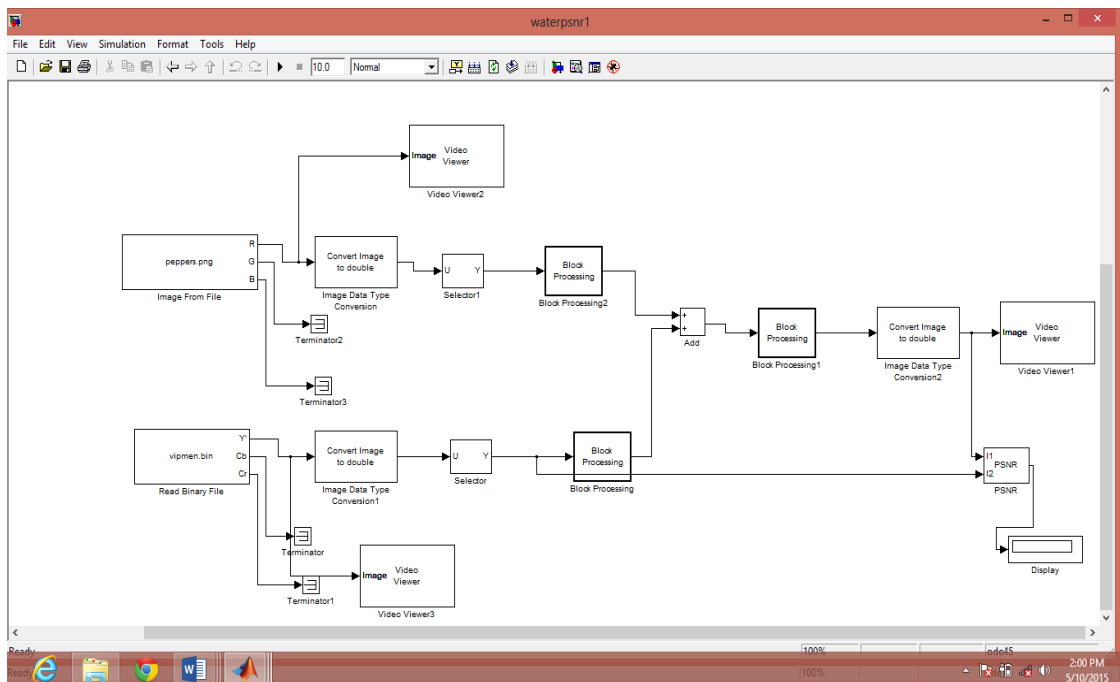 waterpsnr1
File Edit View Simulation Format Tools Help
10.0 Normal
Image Video Viewer
Video Viewer2
peppers.png
R
G
B
Image From File
Convert Image to double
Image Data Type Conversion
U Y
Selector1
Block Processing
Block Processing2
Terminator2
Terminator3
+
+
Add
Block Processing
Block Processing1
Convert Image to double
Image Data Type Conversion2
Image Video Viewer
Video Viewer1
vipmen.bin
Y'
Cb
Cr
Read Binary File
Convert Image to double
Image Data Type Conversion1
U Y
Selector
Block Processing
Block Processing
I1
I2
PSNR
PSNR
Terminator
Terminator1
Image Video Viewer
Video Viewer3
Display
Ready 100% ode45
Ready 100%
2:00 PM
5/10/2015